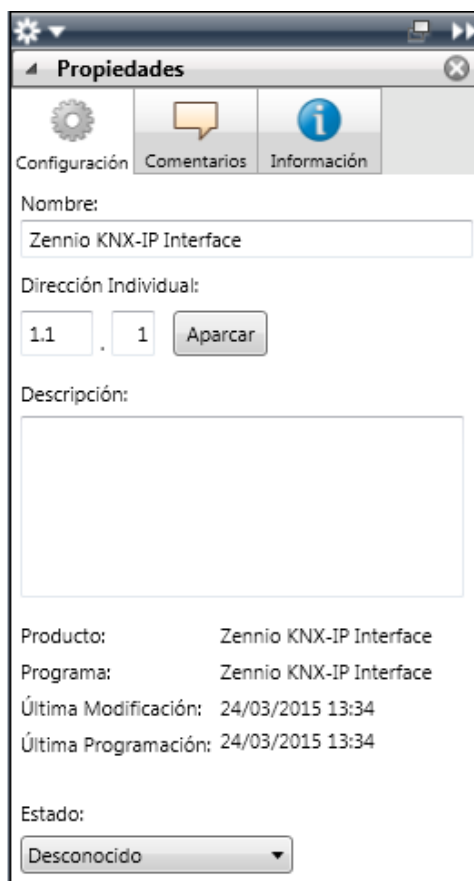 Propiedades
Configuración Comentarios Información
Nombre:
Zennio KNX-IP Interface
Dirección Individual:
1.1 . 1 Aparcar
Descripción:
Producto: Zennio KNX-IP Interface
Programa: Zennio KNX-IP Interface
Última Modificación: 24/03/2015 13:34
Última Programación: 24/03/2015 13:34
Estado:
Desconocido